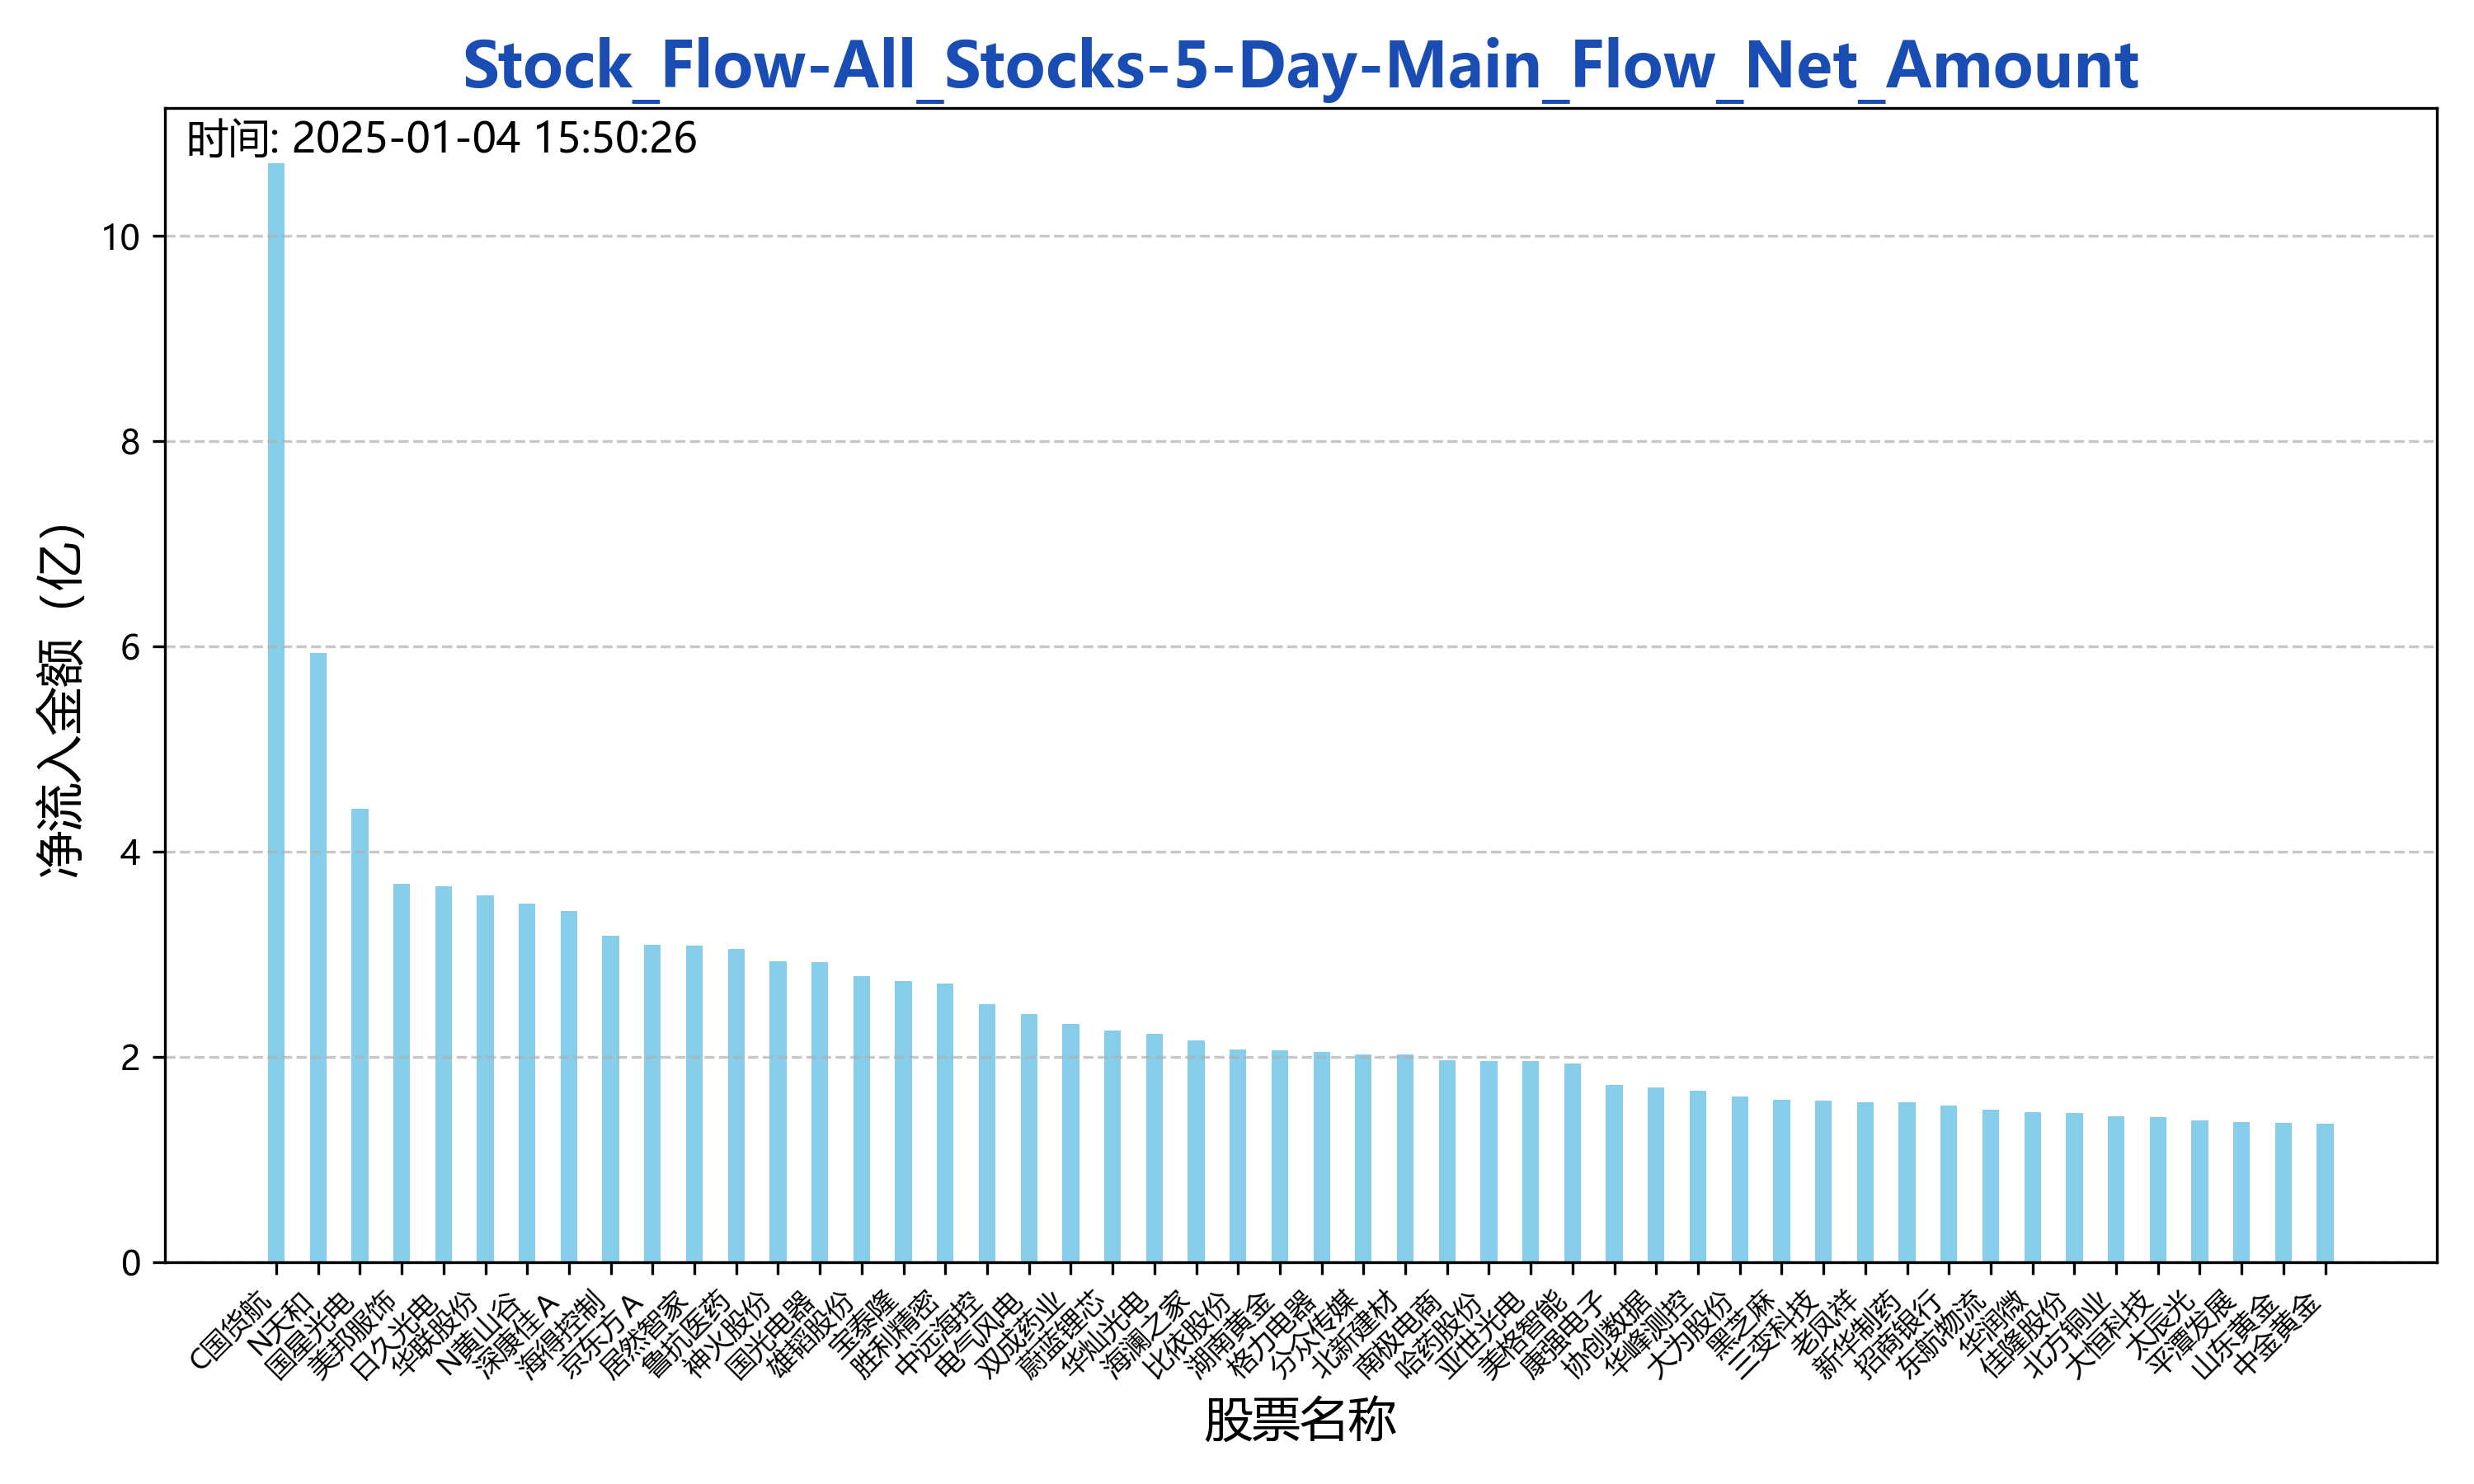 Stock_Flow-All_Stocks-5-Day-Main_Flow_Net_Amount
时间: 2025-01-04 15:50:26
净流入金额（亿）
10
8
6
4
2
0
C国货航
N天和
国星光电
美邦服饰
日久光电
华联股份
N黄山谷
深康佳A
海得控制
京东方A
居然智家
鲁抗医药
神火股份
国光电器
雄韬股份
宝泰隆
胜利精密
中远海控
电气风电
双成药业
蔚蓝锂芯
华灿光电
海澜之家
比依股份
湖南黄金
格力电器
分众传媒
北新建材
南极电商
哈药股份
亚世光电
美格智能
康强电子
协创数据
华峰测控
大为股份
黑芝麻
三变科技
老凤祥
新华制药
招商银行
东航物流
华润微
佳隆股份
北方铜业
大恒科技
太辰光
平潭发展
山东黄金
中金黄金
股票名称